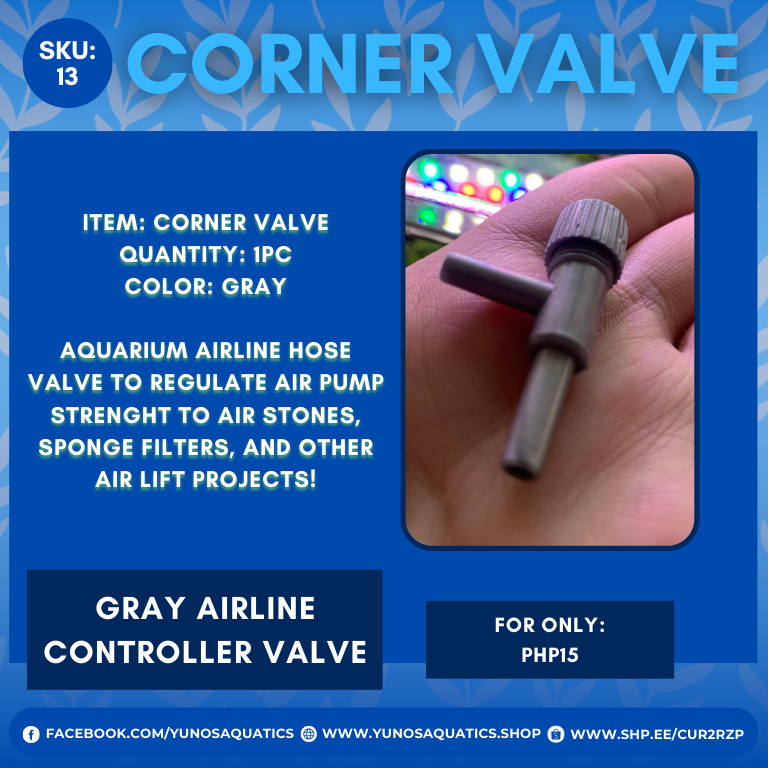 SKU:
13
CORNER VALVE
ITEM: CORNER VALVE
QUANTITY: 1PC
COLOR: GRAY
AQUARIUM AIRLINE HOSE
VALVE TO REGULATE AIR PUMP
STRENGHT TO AIR STONES,
SPONGE FILTERS, AND OTHER
AIR LIFT PROJECTS!
GRAY AIRLINE
CONTROLLER VALVE
FOR ONLY:
PHP15
FACEBOOK.COM/YUNOSAQUATICS WWW.YUNOSAQUATICS.SHOP WWW.SHP.EE/CUR2RZP